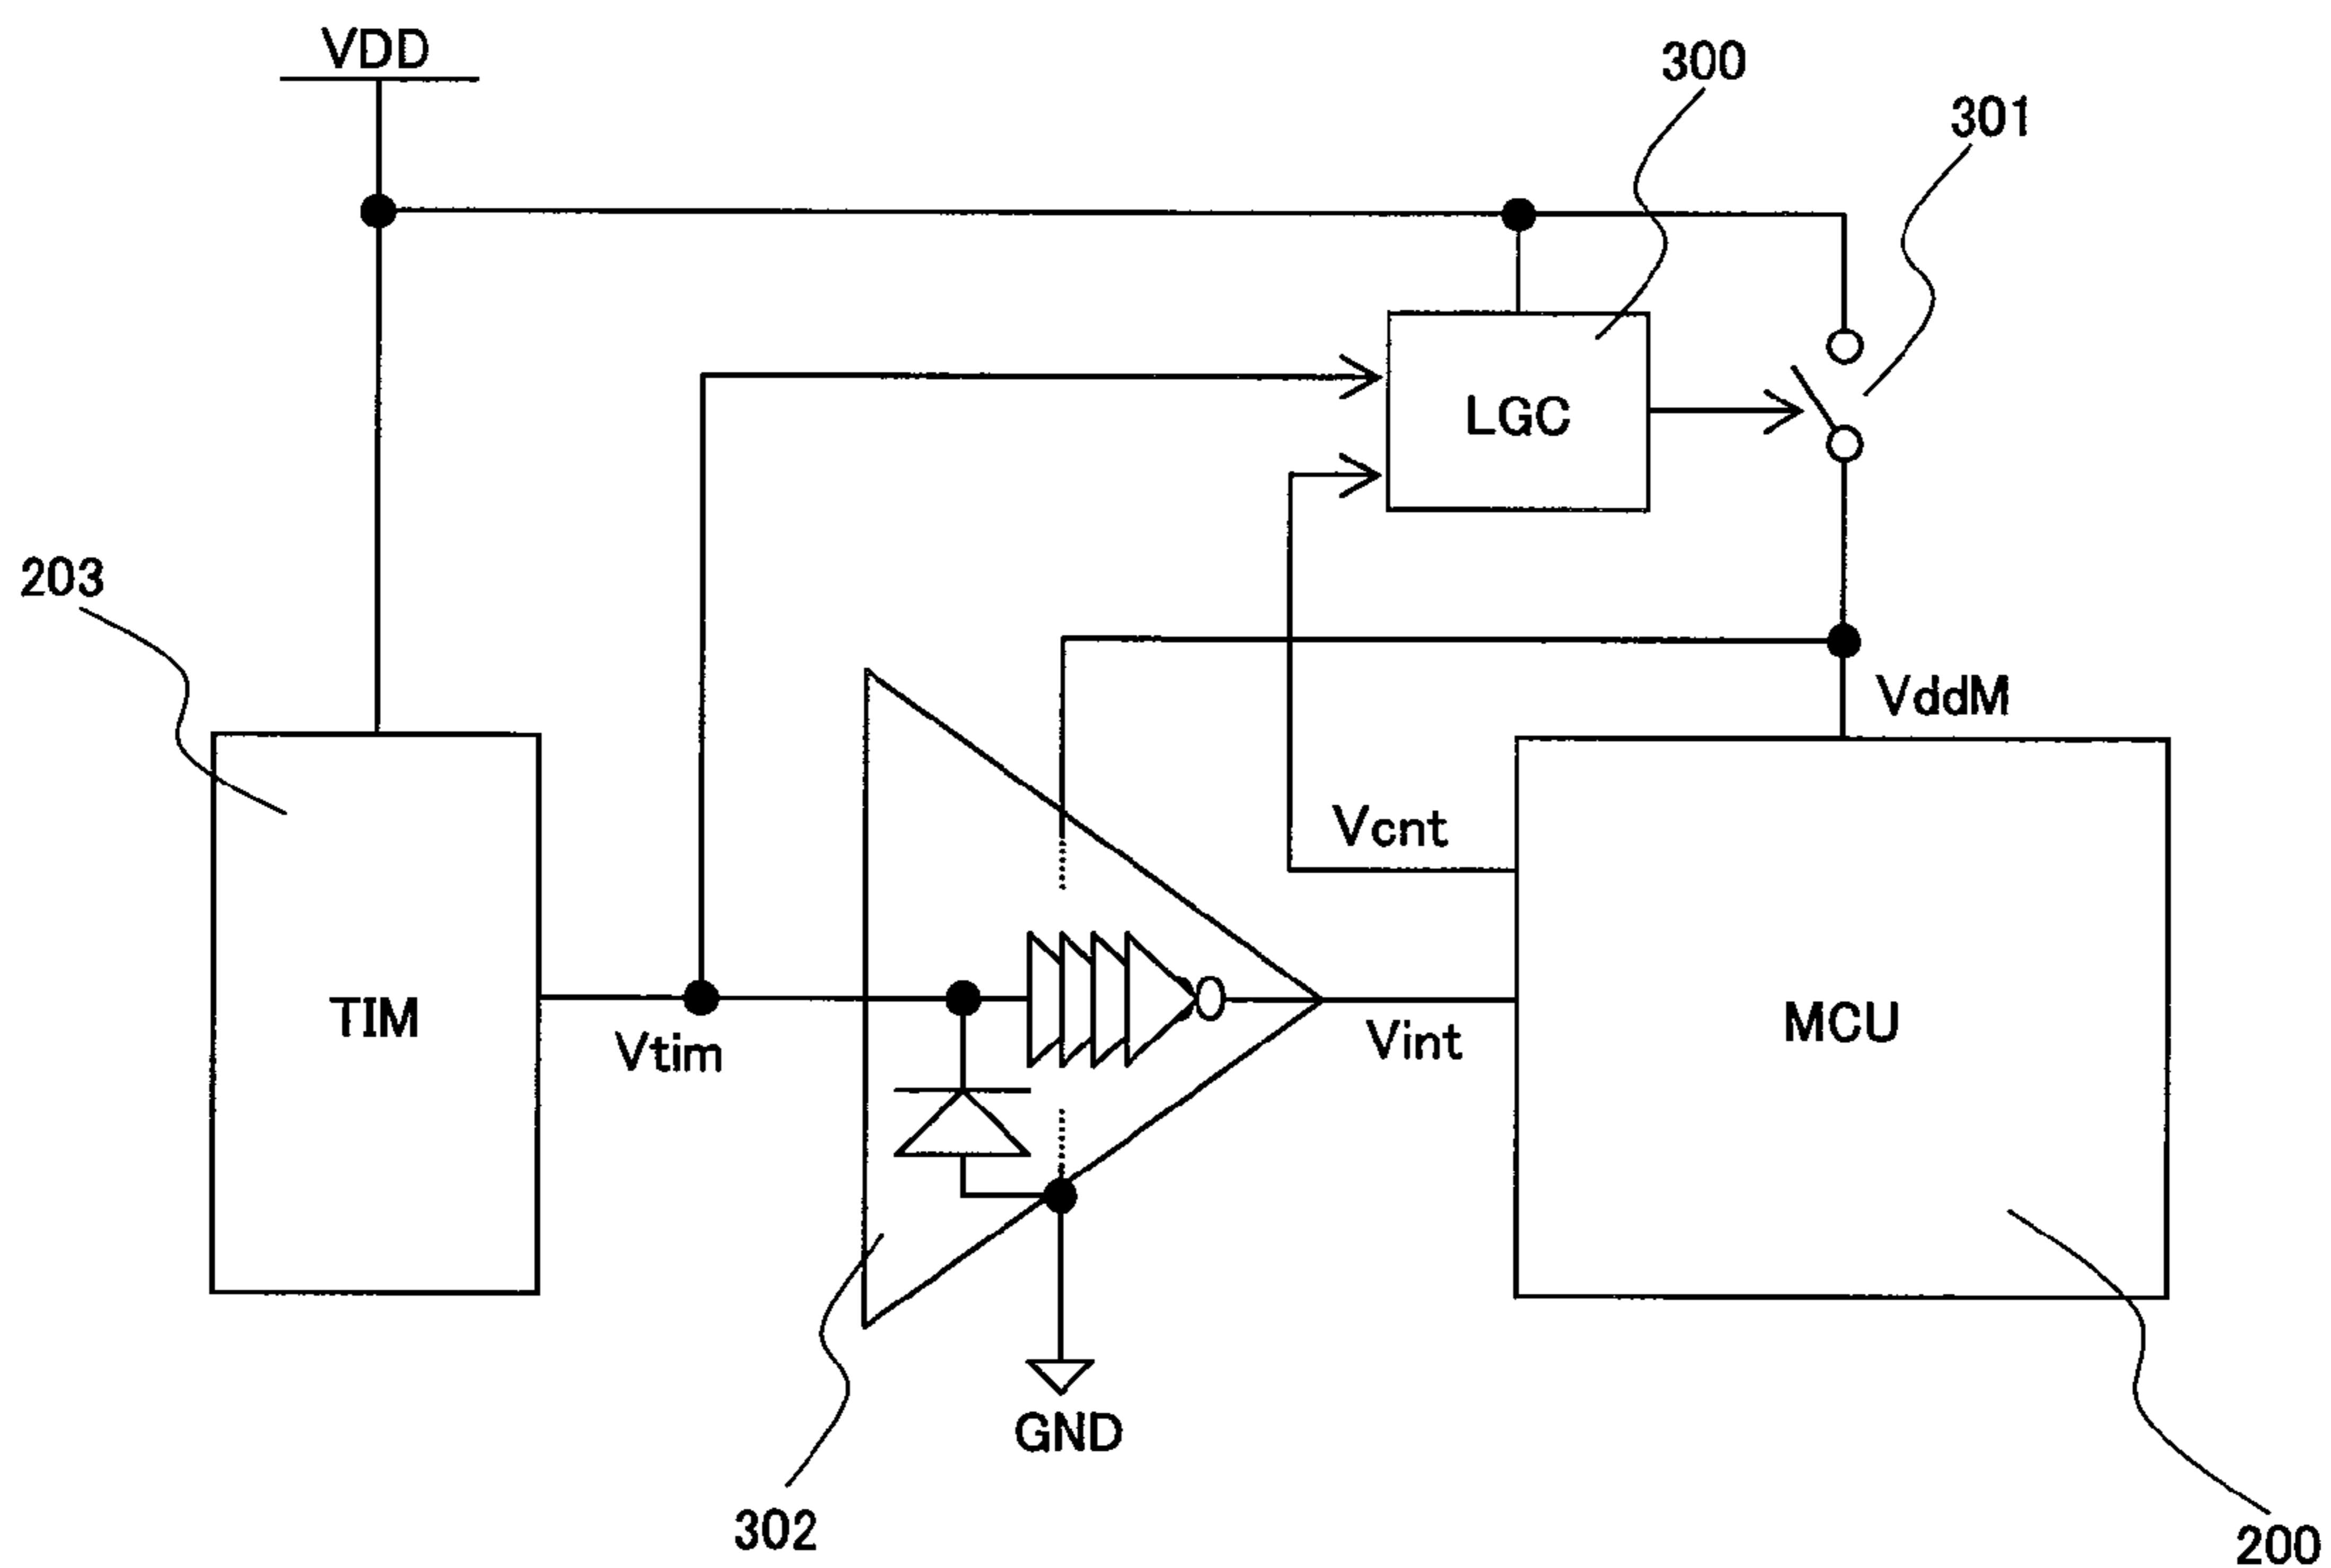 VDD
300
301
LGC
203
VddM
Vcnt
TIM
Vtim
Vint
MCU
GND
302
200